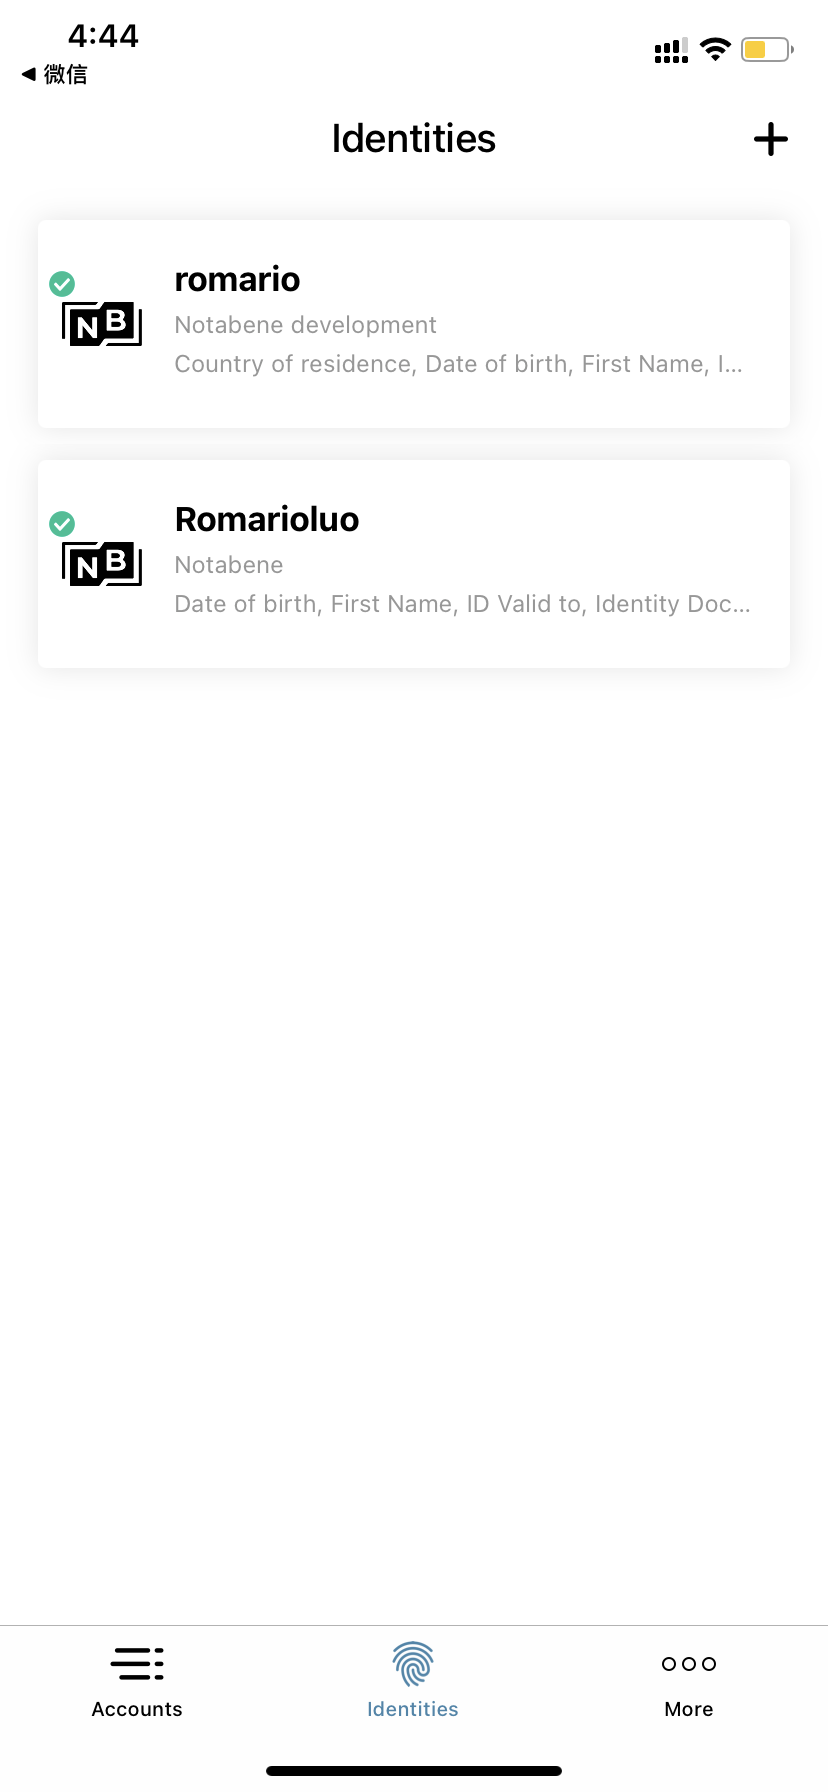 4:44
微信
Identities
romario
NB
Notabene development
Country of residence, Date of birth, First Name, I...
Romarioluo
NB
Notabene
Date of birth, First Name, ID Valid to, Identity Doc...
Accounts
Identities
More